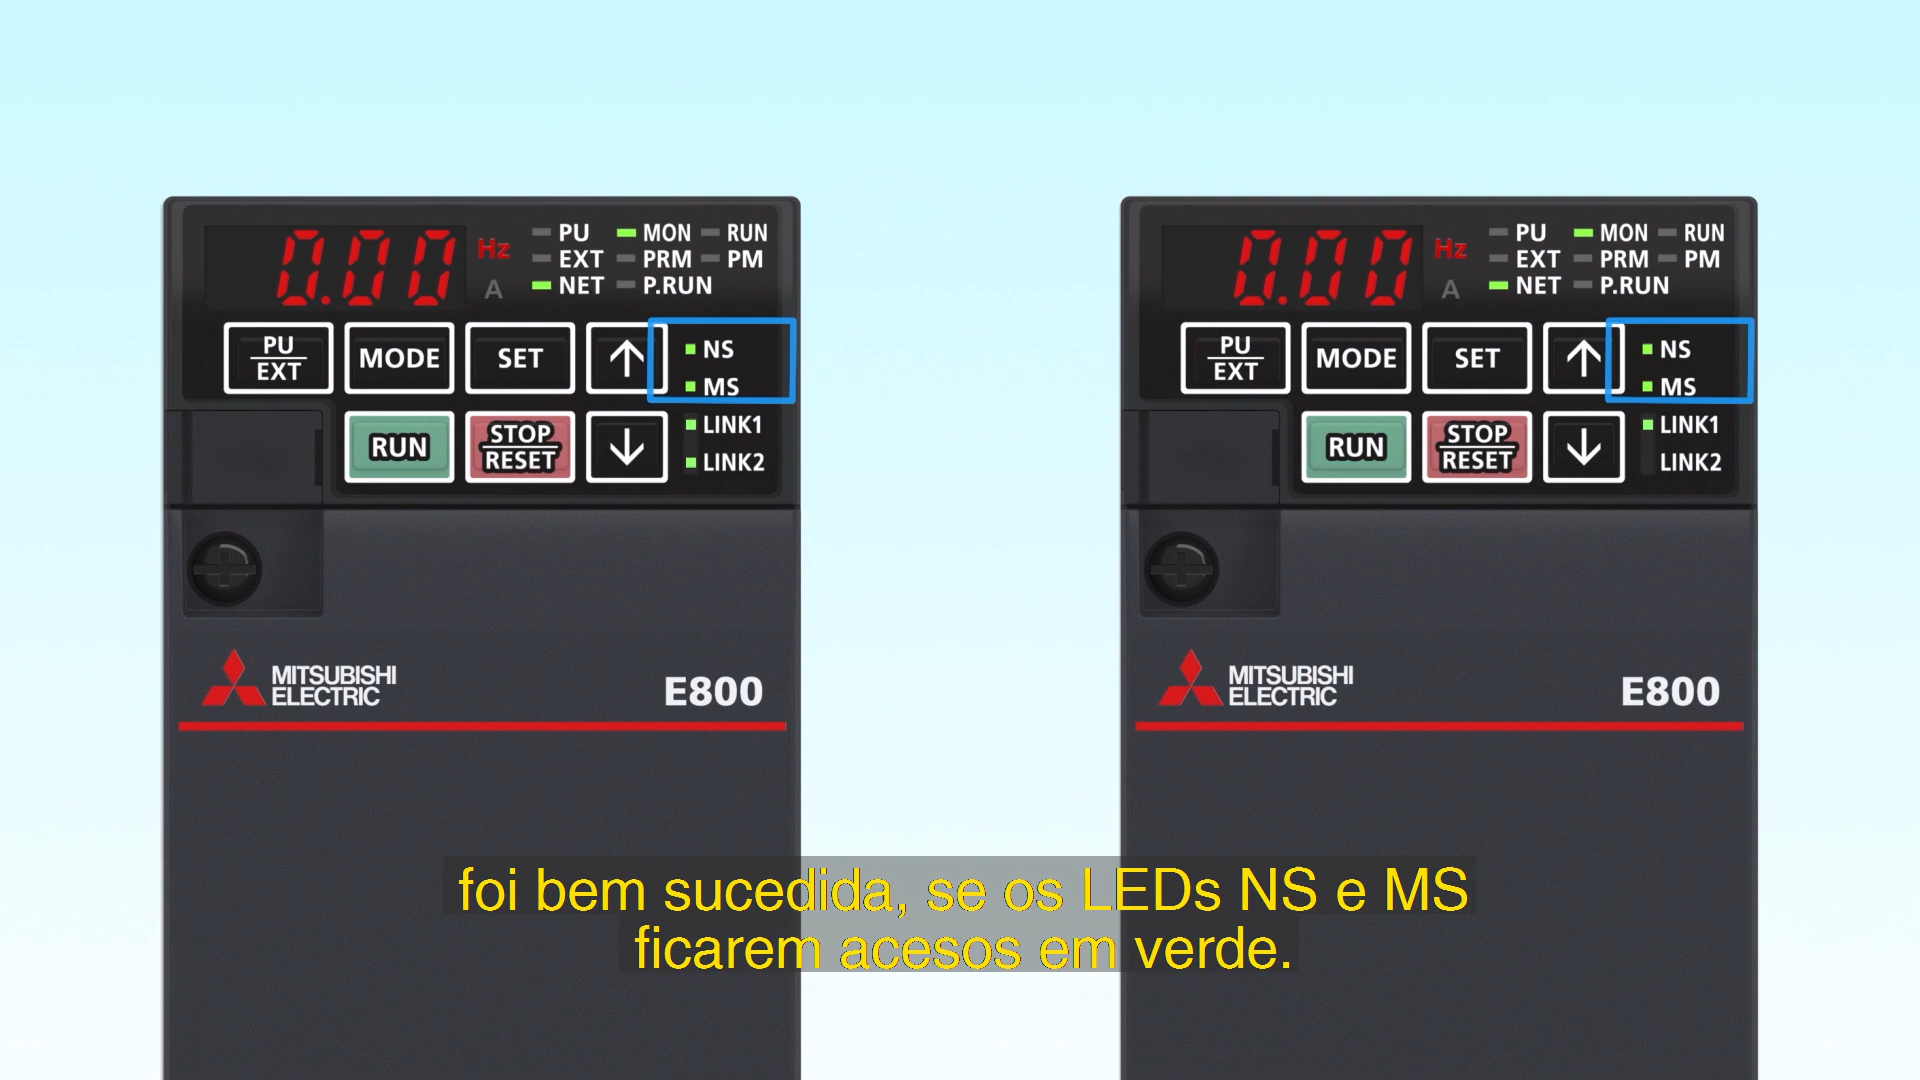 0.00 Hz A
PU MON RUN
EXT PRM PM
NET P.RUN
PU EXT MODE SET ↑ NS
MS
RUN STOP RESET ↓ LINK1
LINK2
MITSUBISHI
ELECTRIC
E800
0.00 Hz A
PU MON RUN
EXT PRM PM
NET P.RUN
PU EXT MODE SET ↑ NS
MS
RUN STOP RESET ↓ LINK1
LINK2
MITSUBISHI
ELECTRIC
E800
foi bem sucedida, se os LEDs NS e MS
ficarem acesos em verde.